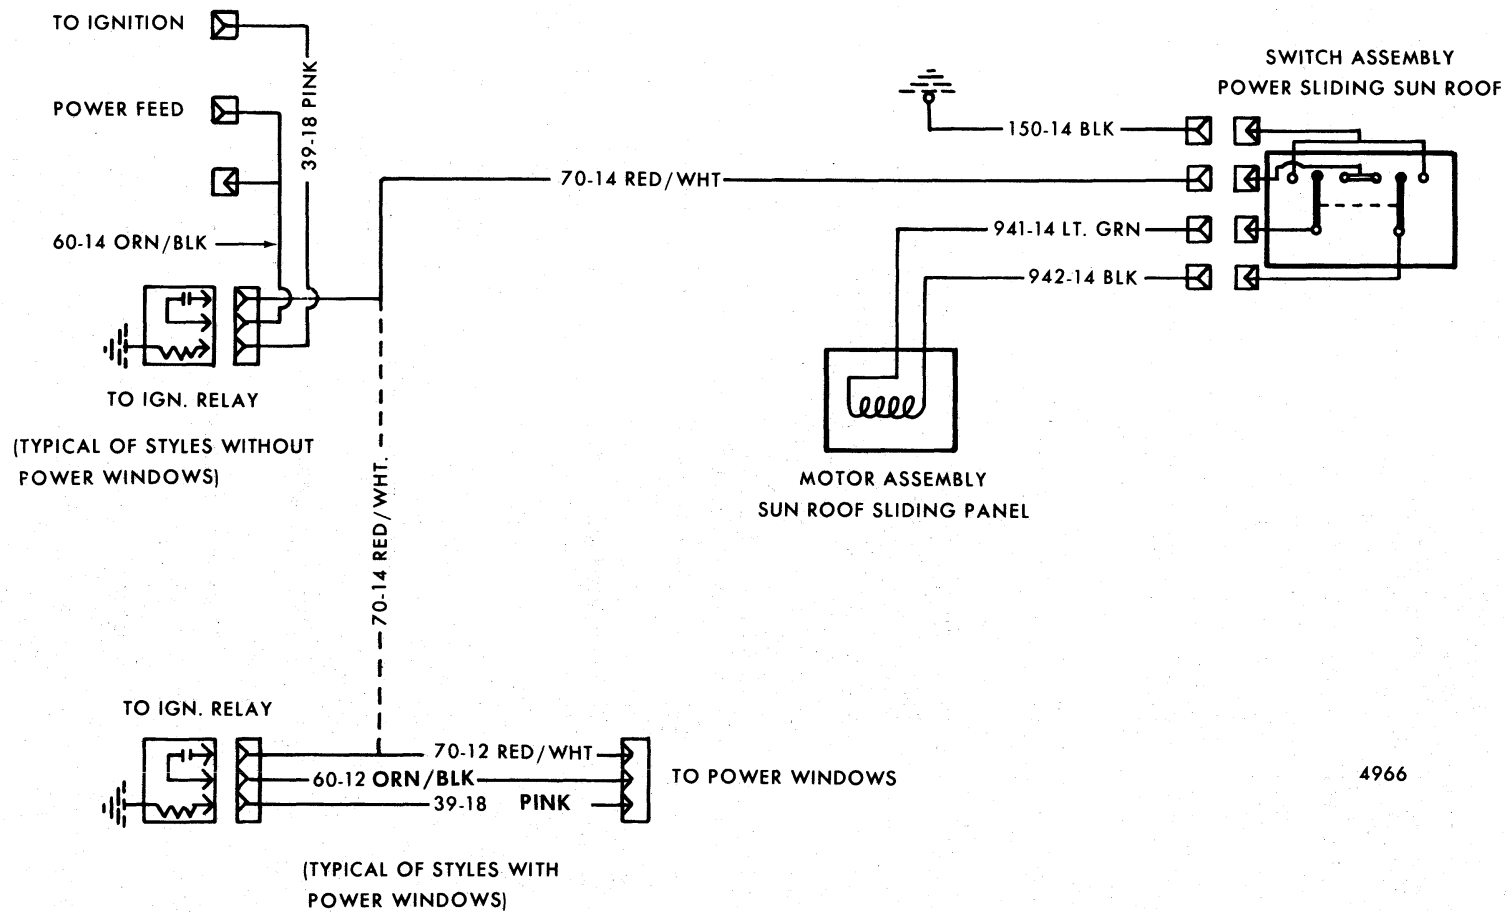 TO IGNITION
POWER FEED
39-18 PINK
60-14 ORN/BLK
TO IGN. RELAY
(TYPICAL OF STYLES WITHOUT
POWER WINDOWS)
SWITCH ASSEMBLY
POWER SLIDING SUN ROOF
150-14 BLK
70-14 RED/WHT
941-14 LT. GRN
942-14 BLK
MOTOR ASSEMBLY
SUN ROOF SLIDING PANEL
70-14 RED/WHT.
TO IGN. RELAY
70-12 RED/WHT
60-12 ORN/BLK
39-18 PINK
TO POWER WINDOWS
4966
(TYPICAL OF STYLES WITH
POWER WINDOWS)